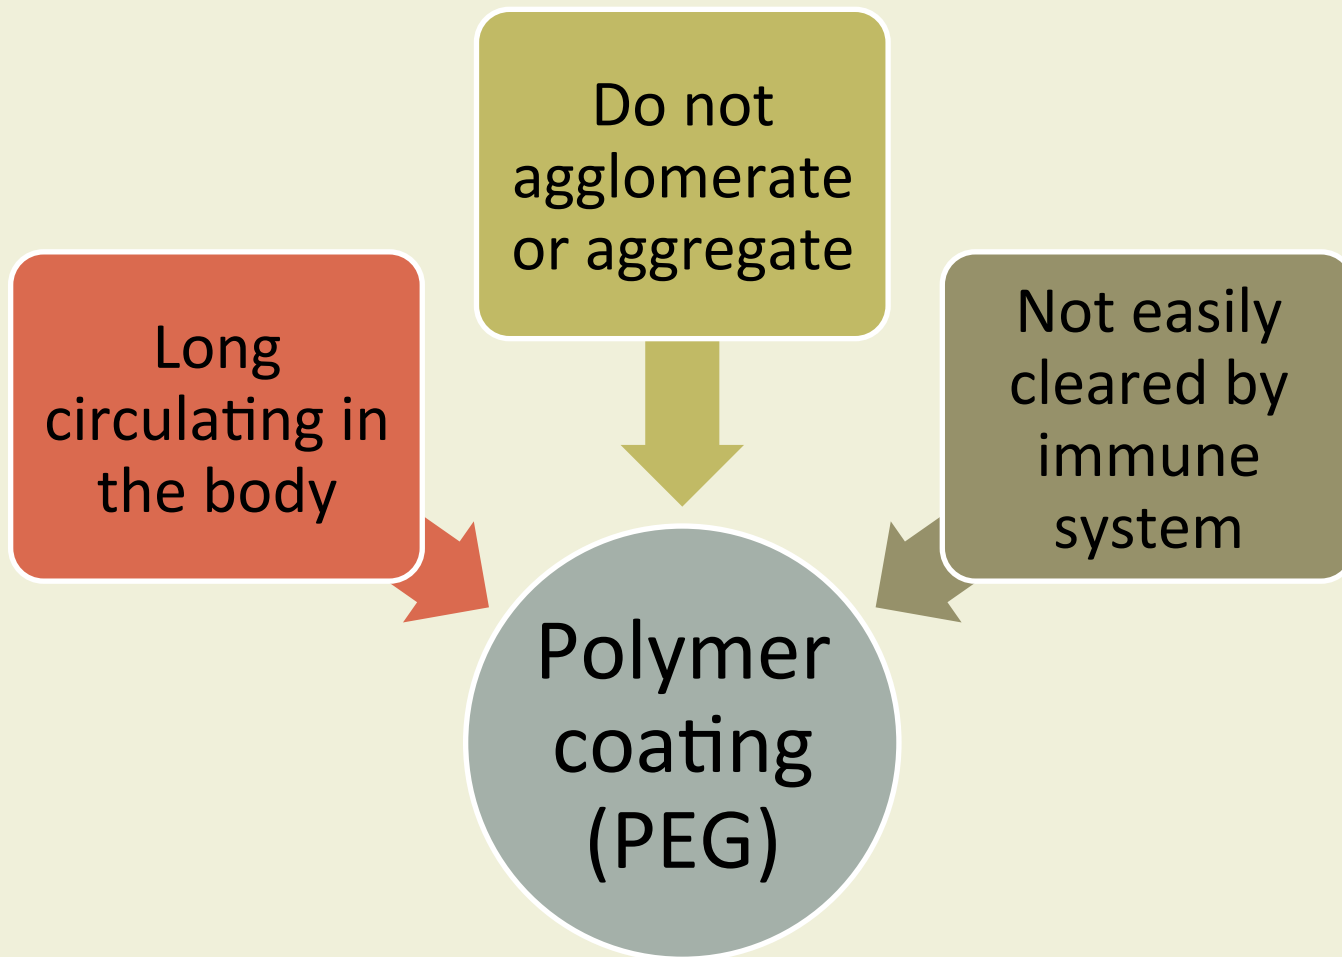 Do not
agglomerate
or aggregate
Long
circulating in
the body
Not easily
cleared by
immune
system
Polymer
coating
(PEG)